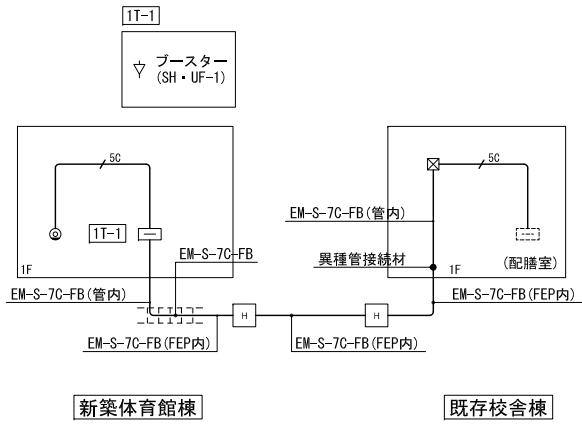 1T-1
ブースター
(SH・UF-1)
5C
5C
1T-1
EM-S-7C-FB(管内)
EM-S-7C-FB
異種管接続材
1F
1F
(配膳室)
EM-S-7C-FB(管内)
EM-S-7C-FB(FEP内)
H
H
EM-S-7C-FB(FEP内)
EM-S-7C-FB(FEP内)
新築体育館棟
既存校舎棟